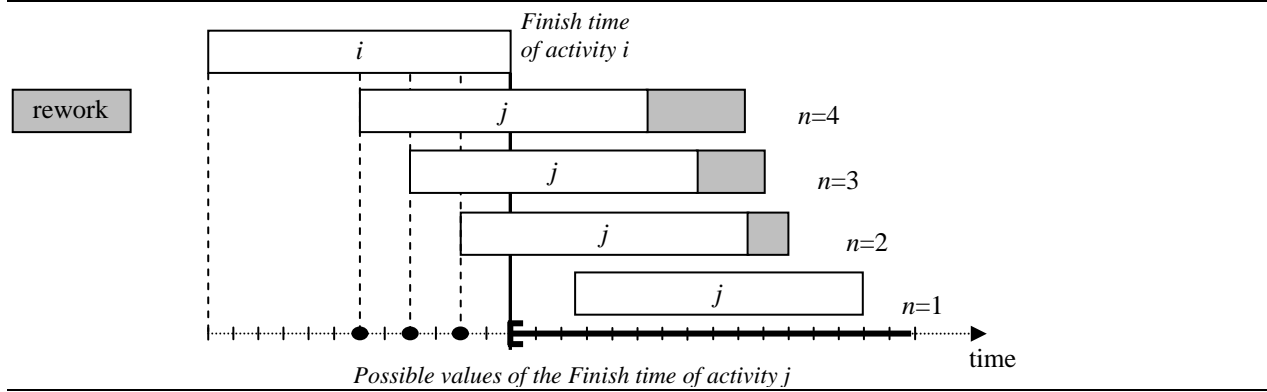 Finish time
of activity i
i
rework
j
n=4
j
n=3
j
n=2
j
n=1
time
Possible values of the Finish time of activity j